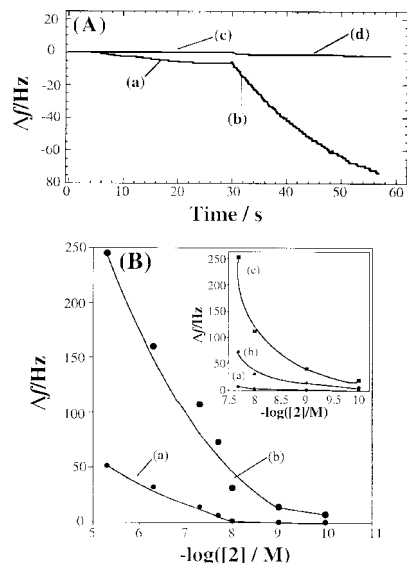 (A)
20
0
-20
-40
-60
80
Δf/Hz
(c)
(d)
(a)
(b)
0 10 20 30 40 50 60
Time / s
(B)
250
200
150
100
50
0
Δf/Hz
(a)
(b)
5 6 7 8 9 10 11
-log([2] / M)
250
200
150
100
50
0
Δf/Hz
(c)
(b)
(a)
7.5 8 8.5 9 9.5 10
-log([2]/M)